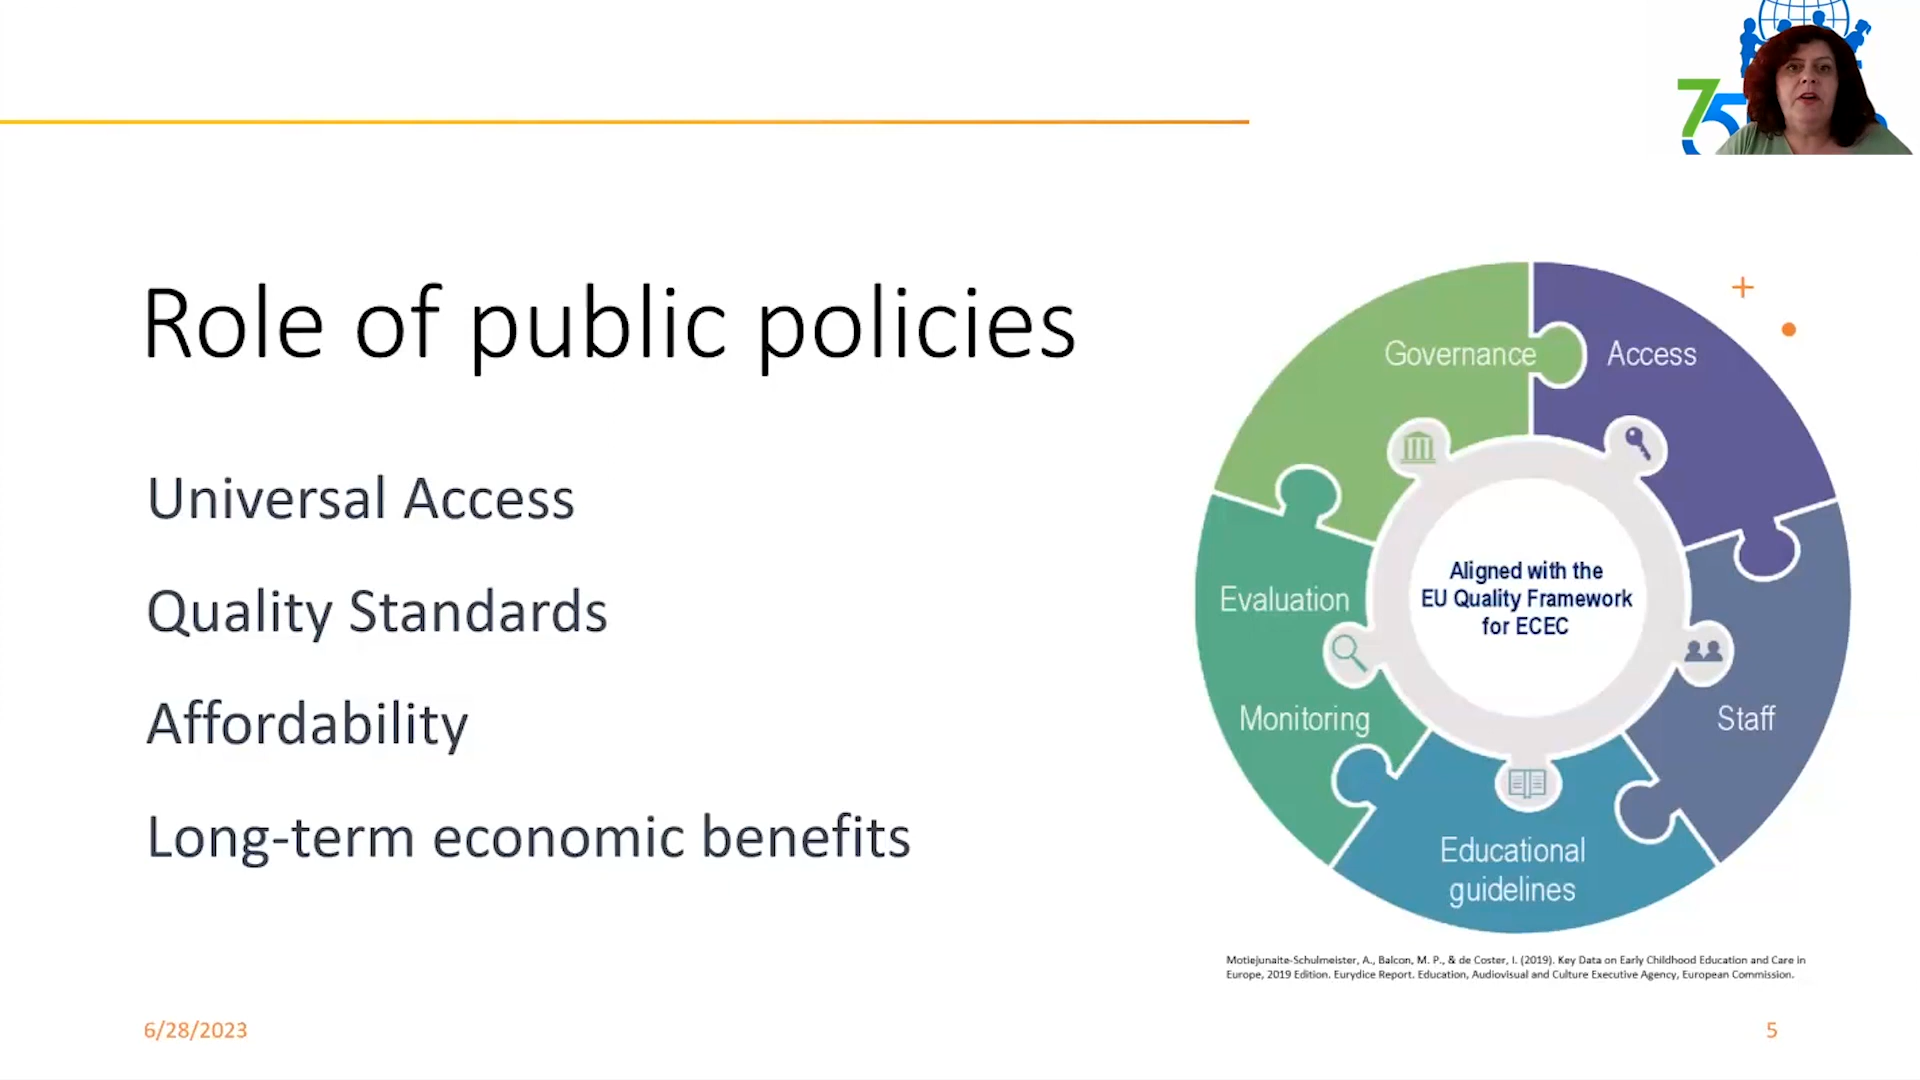 75
Role of public policies
Universal Access
Quality Standards
Affordability
Long-term economic benefits
Governance
Access
Evaluation
Monitoring
Staff
Educational
guidelines
Aligned with the
EU Quality Framework
for ECEC
Motiejunaite-Schulmeister, A., Balcon, M. P., & de Coster, I. (2019). Key Data on Early Childhood Education and Care in
Europe, 2019 Edition. Eurydice Report. Education, Audiovisual and Culture Executive Agency, European Commission.
6/28/2023
5